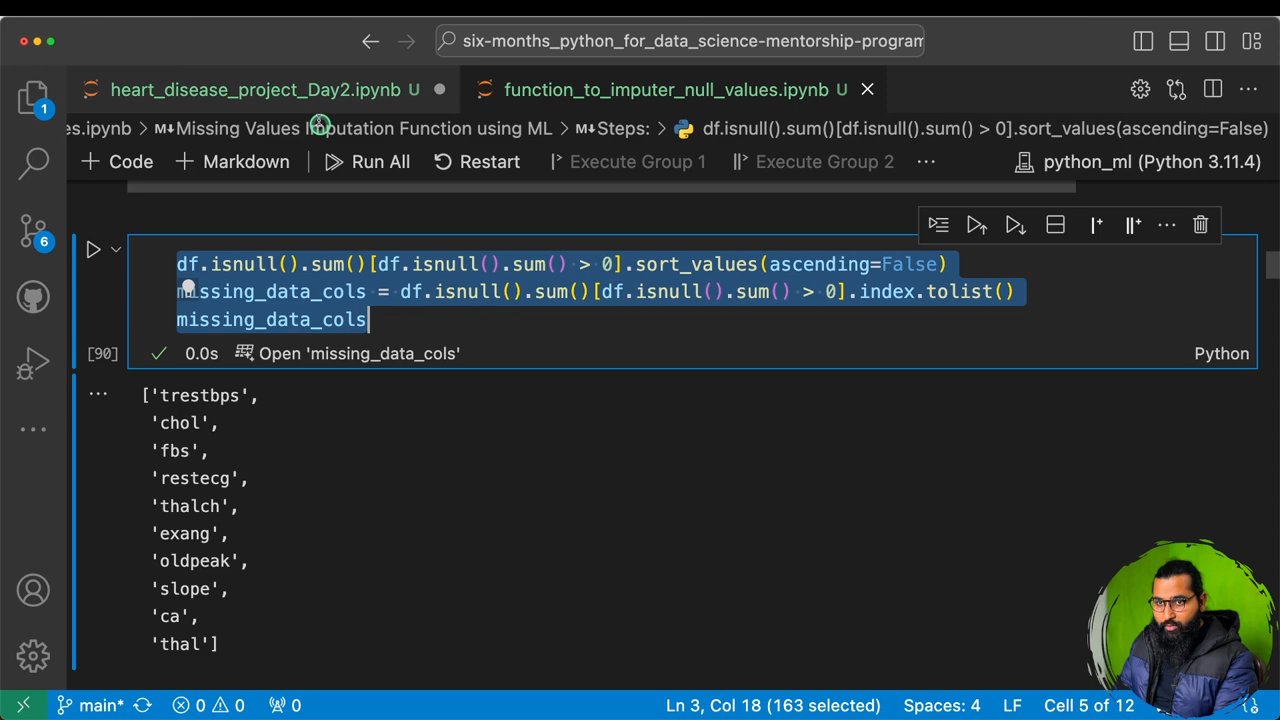 six-months_python_for_data_science-mentorship-program
heart_disease_project_Day2.ipynb U
function_to_imputer_null_values.ipynb U
es.ipynb > M↓Missing Values Imputation Function using ML > M↓Steps: > df.isnull().sum()[df.isnull().sum() > 0].sort_values(ascending=False)
+ Code + Markdown Run All Restart Execute Group 1 Execute Group 2 ... python_ml (Python 3.11.4)
1
6
df.isnull().sum()[df.isnull().sum() > 0].sort_values(ascending=False)
missing_data_cols = df.isnull().sum()[df.isnull().sum() > 0].index.tolist()
missing_data_cols
[90] ✓ 0.0s Open 'missing_data_cols' Python
['trestbps',
'chol',
'fbs',
'restecg',
'thalch',
'exang',
'oldpeak',
'slope',
'ca',
'thal']
main* 0 0 0 Ln 3, Col 18 (163 selected) Spaces: 4 LF Cell 5 of 12